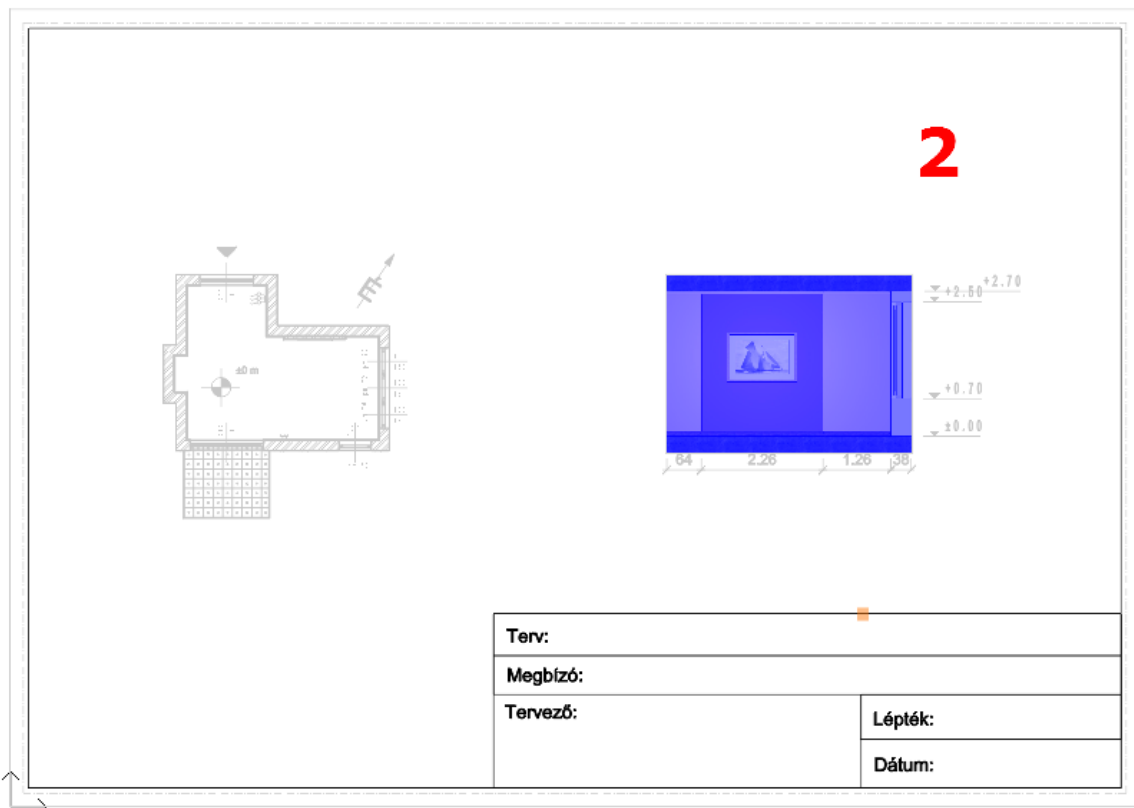 2
+2.70
+2.50
±0 m
+0.70
±0.00
64 2.26 1.26 38
Terv:
Megbízó:
Tervező:
Lépték:
Dátum: